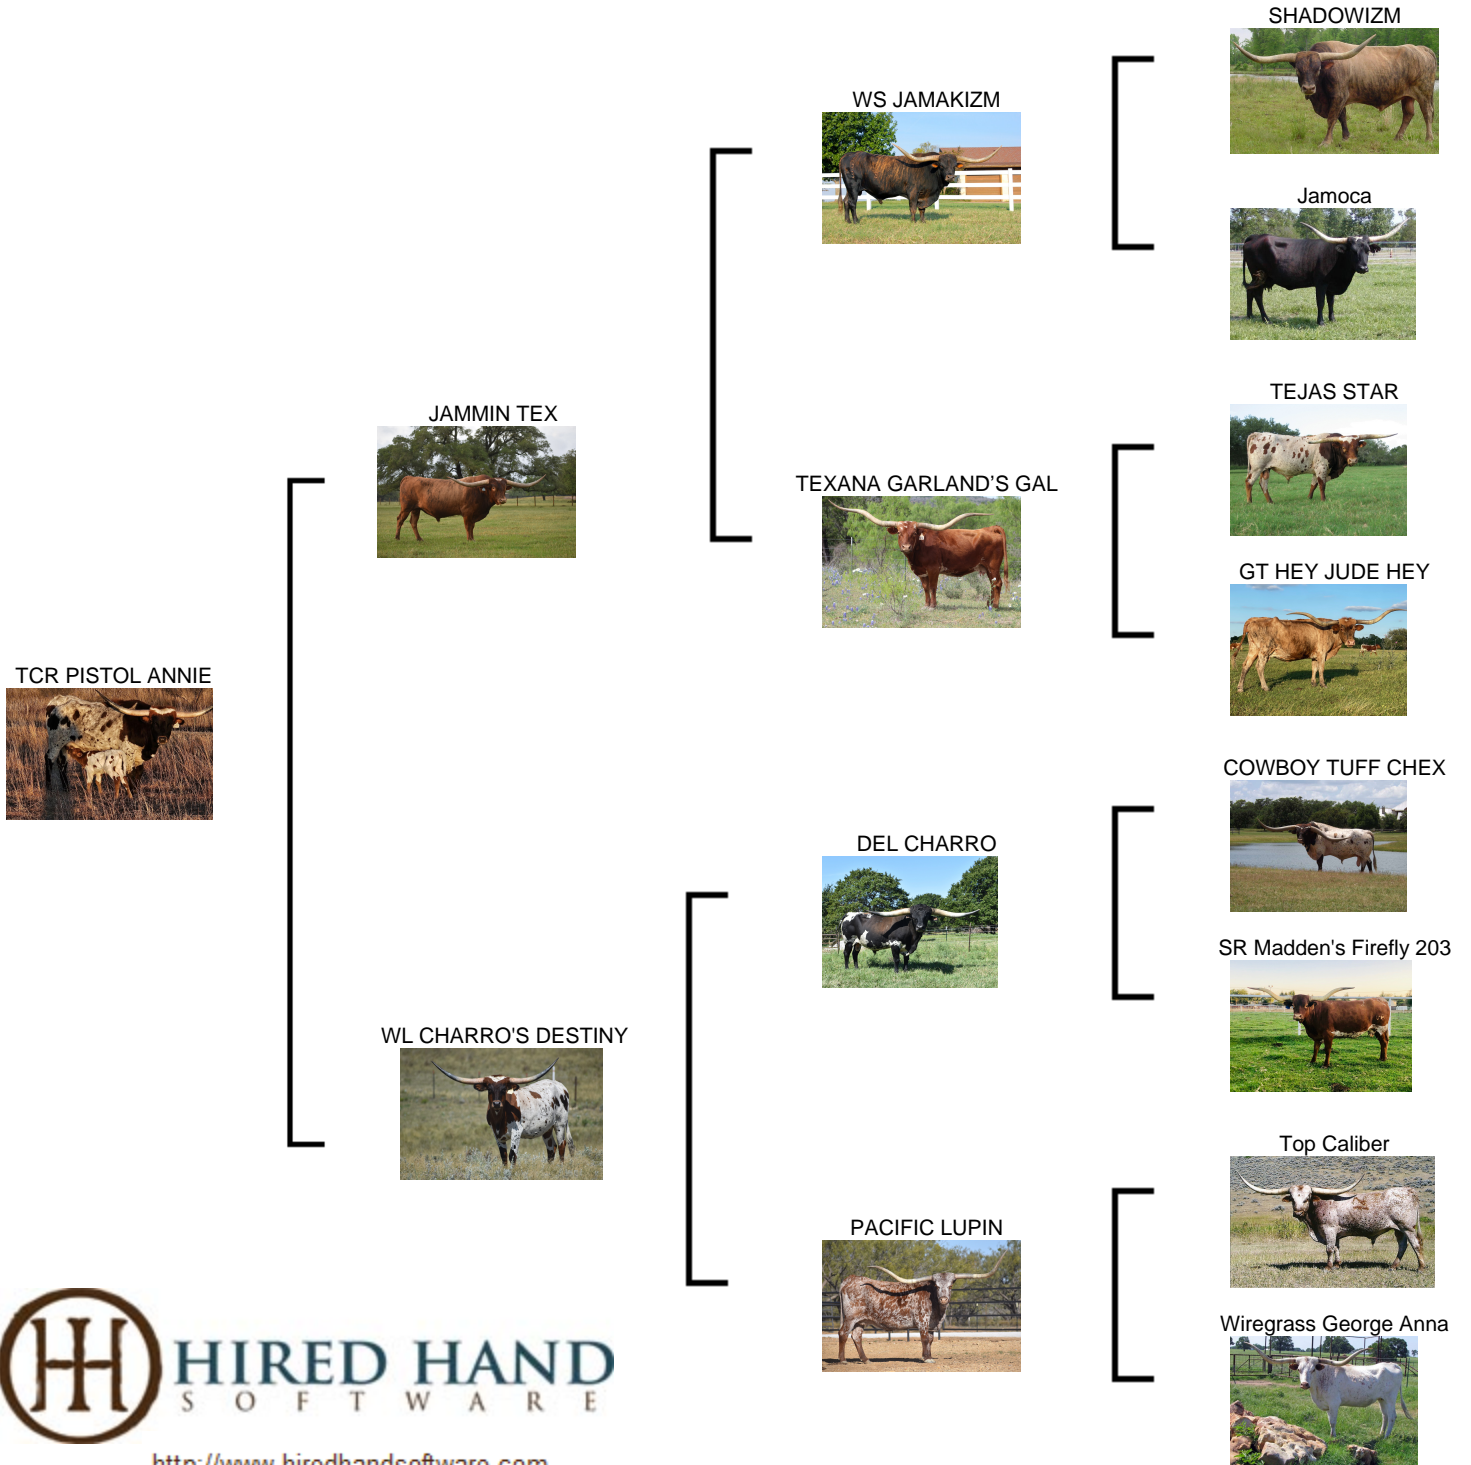 SHADOWIZM
WS JAMAKIZM
Jamoca
TEJAS STAR
JAMMIN TEX
TEXANA GARLAND'S GAL
GT HEY JUDE HEY
TCR PISTOL ANNIE
COWBOY TUFF CHEX
DEL CHARRO
SR Madden's Firefly 203
WL CHARRO'S DESTINY
Top Caliber
PACIFIC LUPIN
Wiregrass George Anna
HIRED HAND
SOFTWARE
http://www.hiredhandsoftware.com